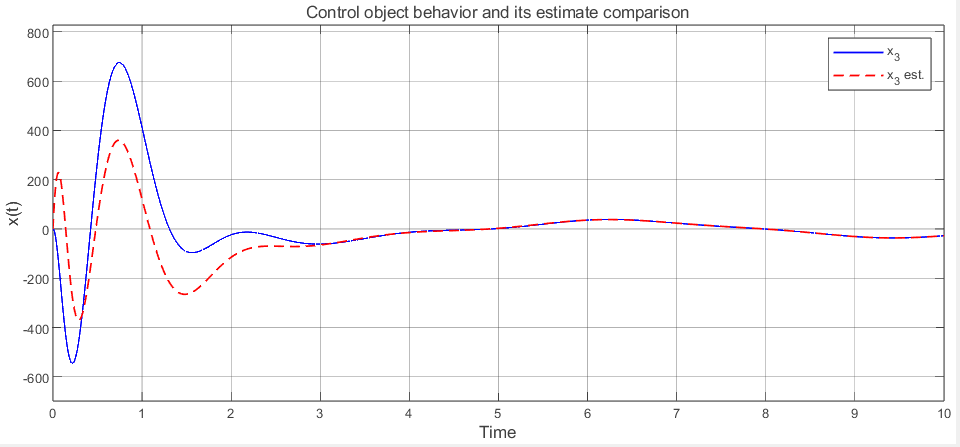 Control object behavior and its estimate comparison
x(t)
800
600
400
200
0
-200
-400
-600
x3
x3 est.
0 1 2 3 4 5 6 7 8 9 10
Time